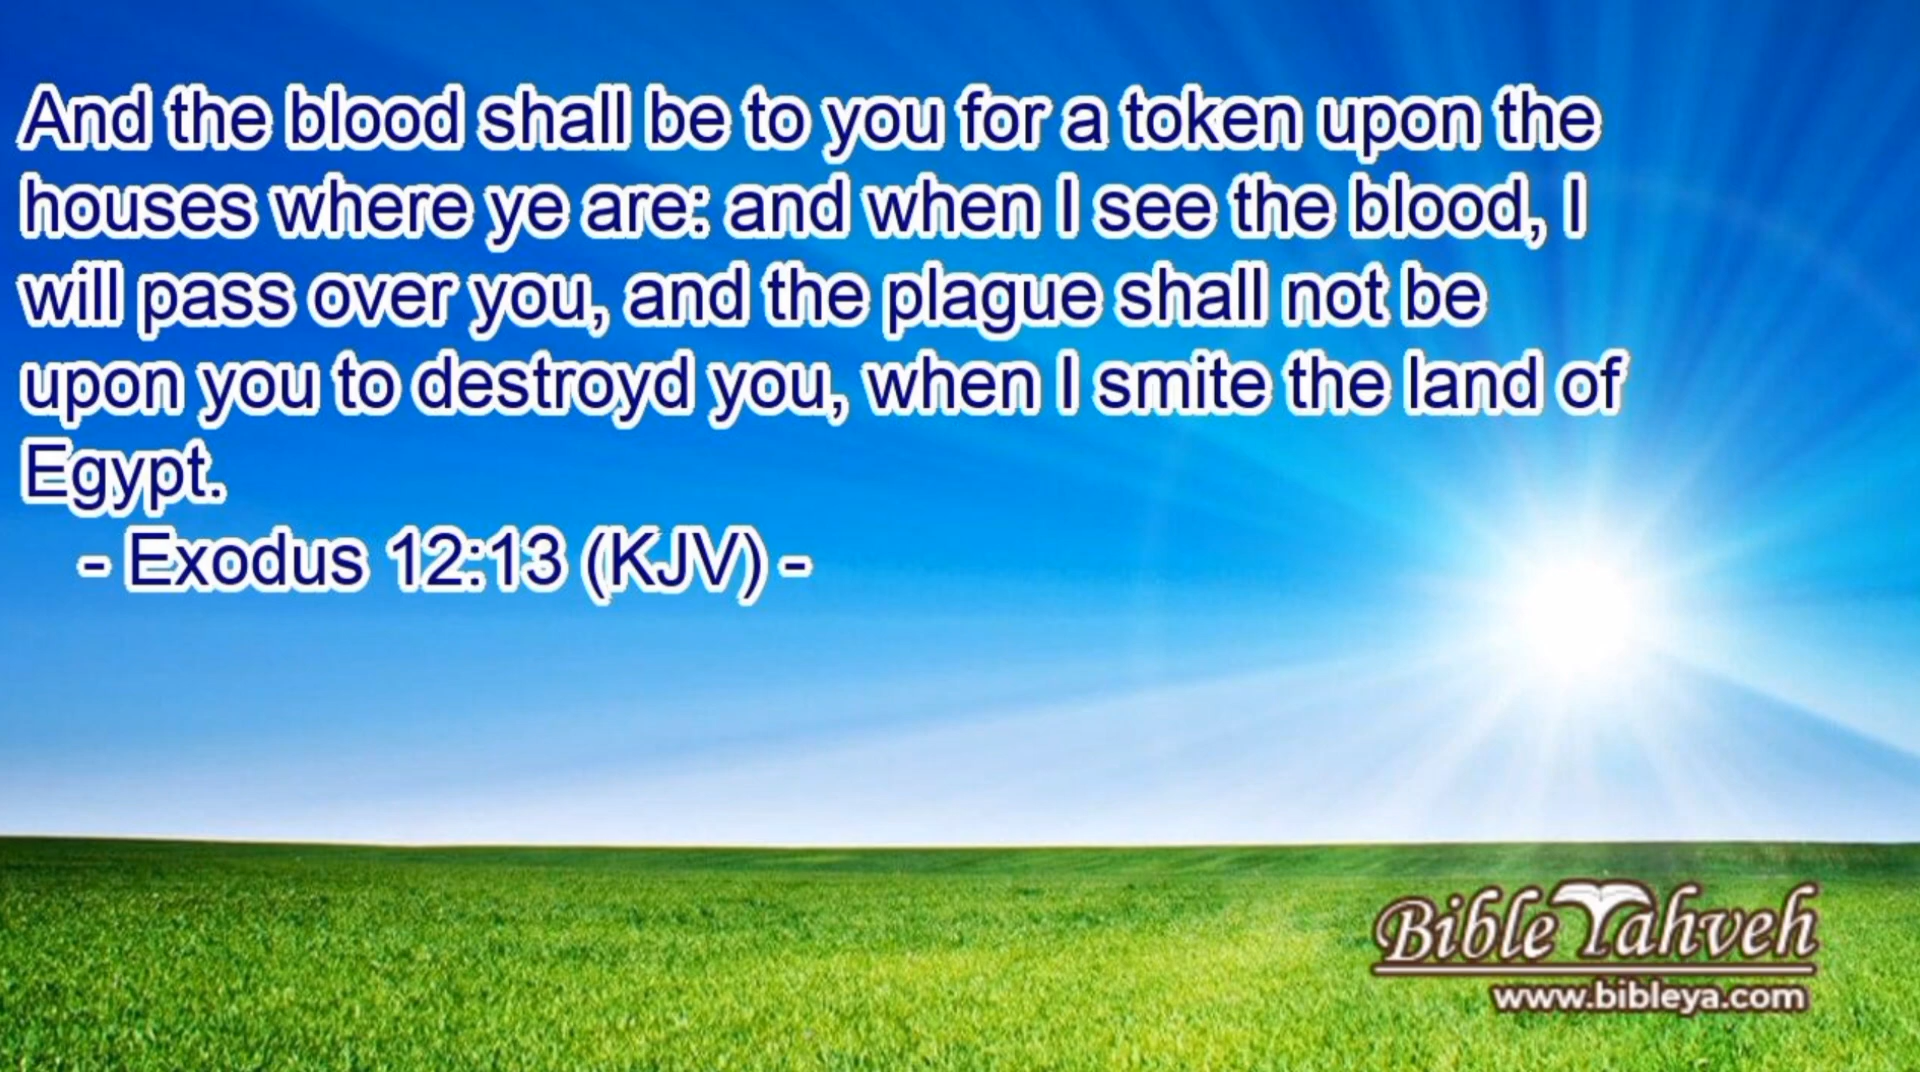 And the blood shall be to you for a token upon the
houses where ye are: and when I see the blood, I
will pass over you, and the plague shall not be
upon you to destroyd you, when I smite the land of
Egypt.
- Exodus 12:13 (KJV) -
Bible Yahveh
www.bibleya.com